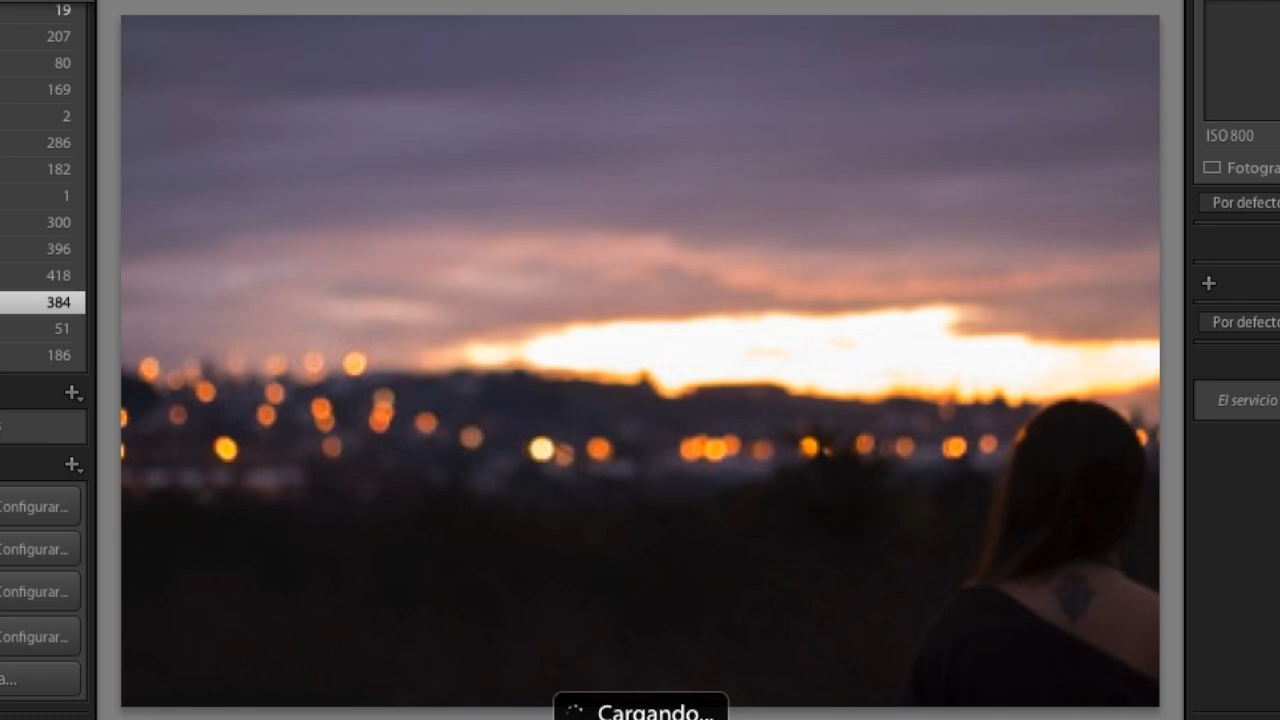 19
207
80
169
2
286
182
1
300
396
418
384
51
186
s
Configurar...
Configurar...
Configurar...
Configurar...
a...
Cargando...
ISO 800
Fotogra
Por defecto
+
Por defecto
El servicio